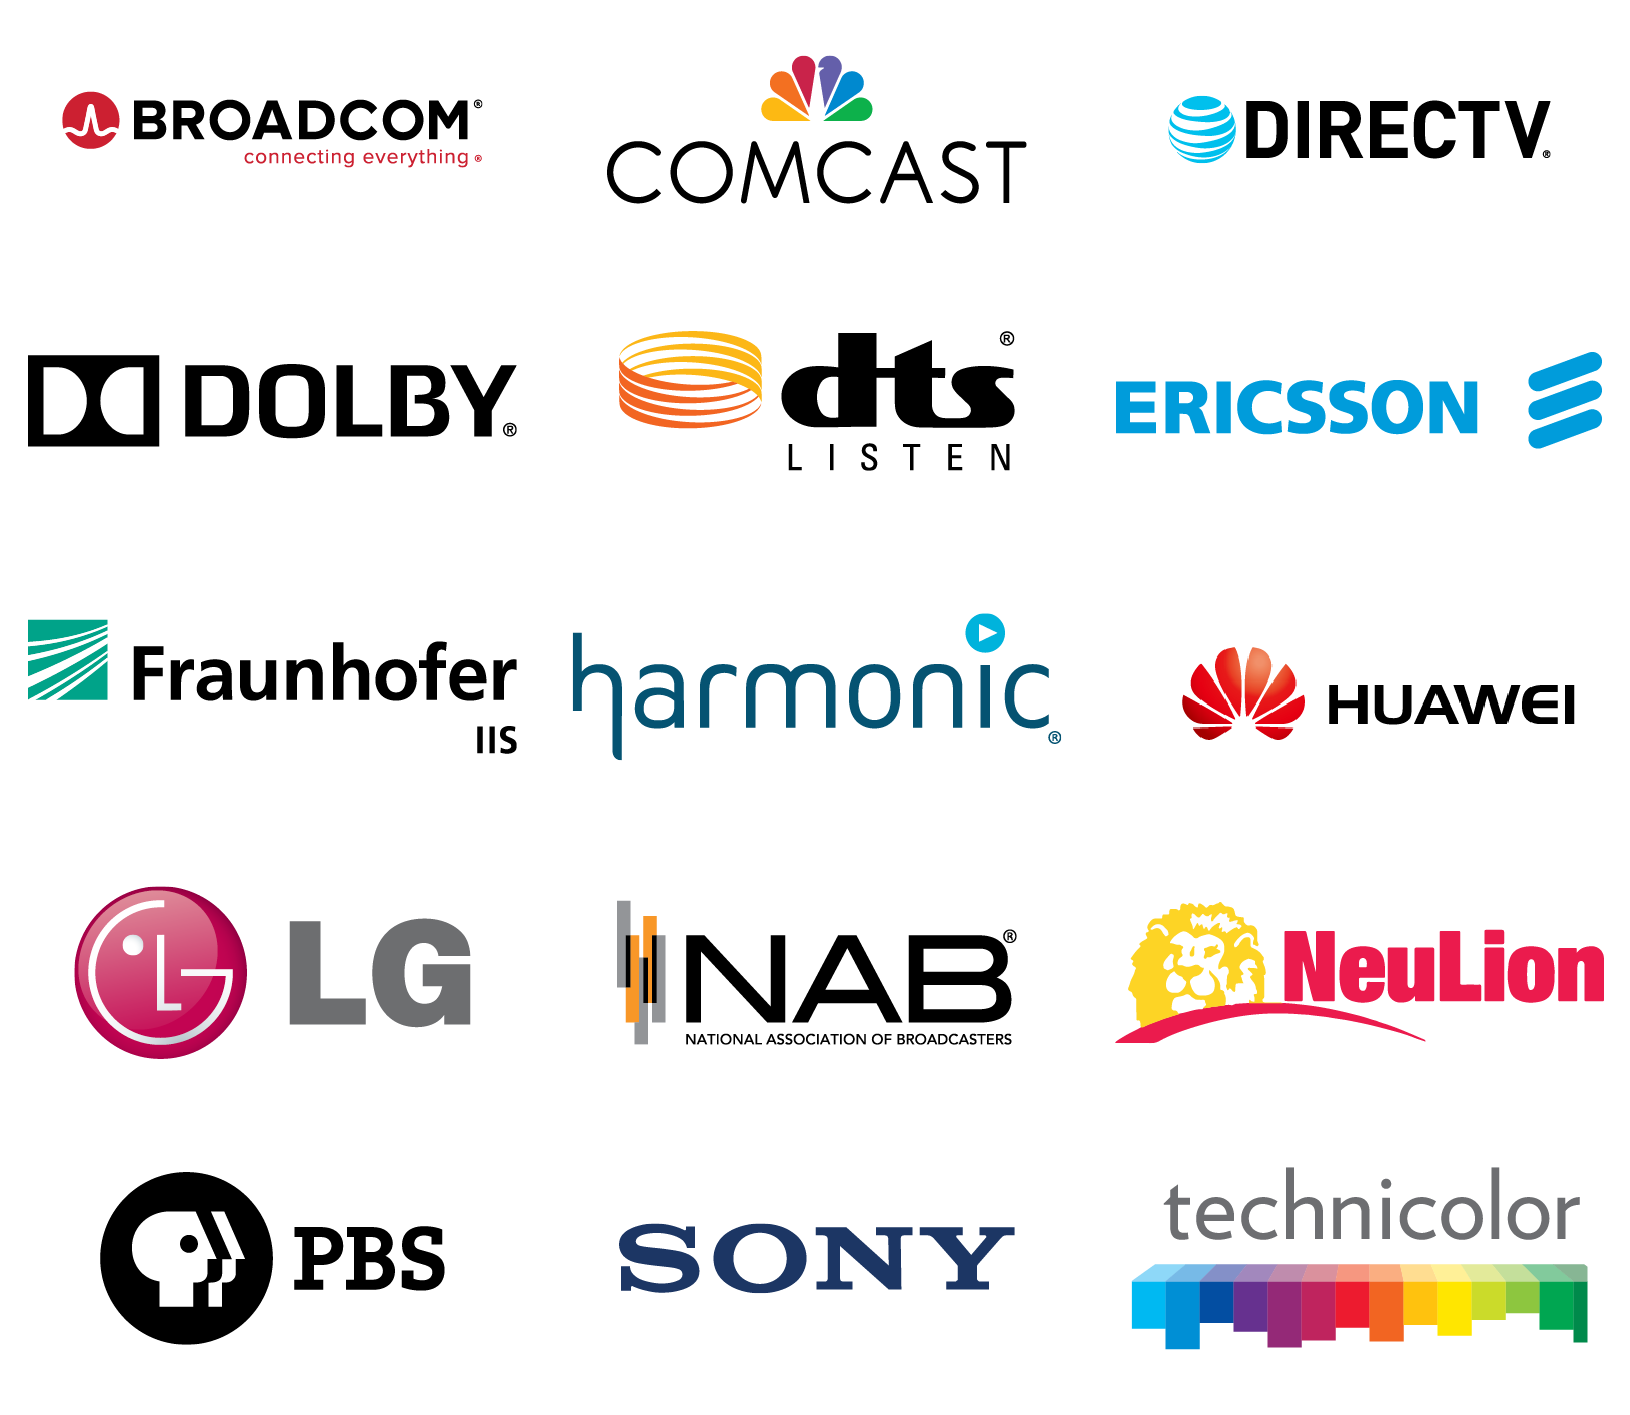 BROADCOM®
connecting everything®
COMCAST
DIRECTV®
DOLBY®
dts®
LISTEN
ERICSSON
Fraunhofer
IIS
harmonic®
HUAWEI
LG
NAB®
NATIONAL ASSOCIATION OF BROADCASTERS
NeuLion
PBS
SONY
technicolor